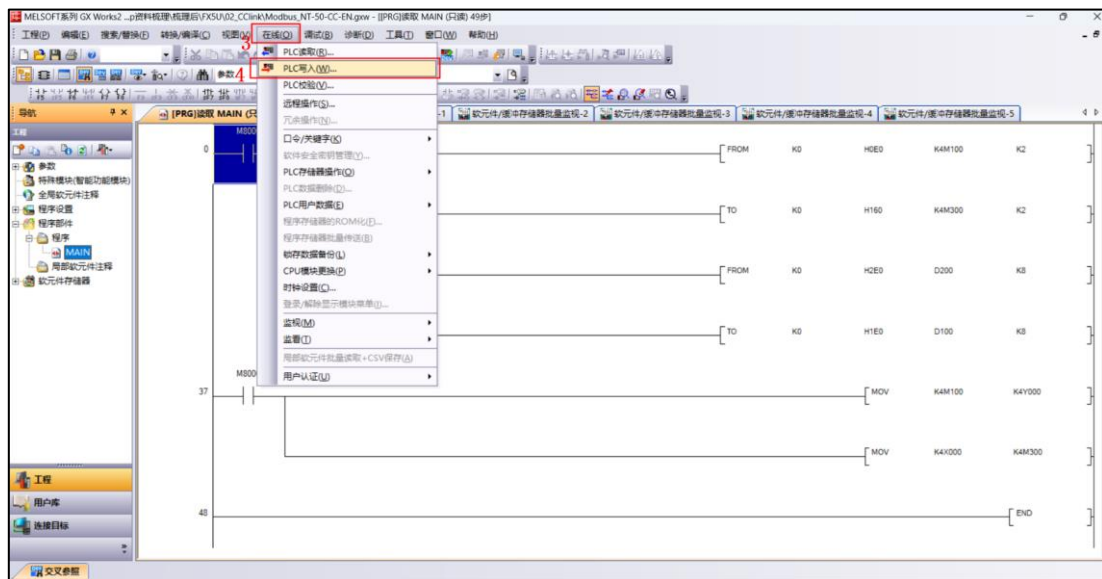 MELSOFT系列 GX Works2 ...p资料梳理\梳理后\FX5U\02_CClink\Modbus_NT-50-CC-EN.gxw - [[PRG]读取 MAIN (只读) 49步]
工程(P) 编辑(E) 搜索/替换(F) 转换/编译(C) 视图(V) 在线(O) 调试(B) 诊断(D) 工具(T) 窗口(W) 帮助(H)
3
参数
4
导航
[PRG]读取 MAIN (只
-1
软元件/缓冲存储器批量监视-2
软元件/缓冲存储器批量监视-3
软元件/缓冲存储器批量监视-4
软元件/缓冲存储器批量监视-5
工程
参数
特殊模块(智能功能模块)
全局软元件注释
程序设置
程序部件
程序
MAIN
局部软元件注释
软元件存储器
PLC读取(R)...
PLC写入(W)...
PLC校验(V)...
远程操作(S)...
冗余操作(N)...
口令/关键字(K)
软件安全密钥管理(Y)...
PLC存储器操作(O)
PLC数据删除(D)...
PLC用户数据(E)
程序存储器的ROM化(F)...
程序存储器批量传送(B)
锁存数据备份(L)
CPU模块更换(P)
时钟设置(C)...
登录/解除显示模块菜单(I)...
监视(M)
监看(T)
局部软元件批量读取+CSV保存(A)
用户认证(U)
M800
0
FROM K0 H0E0 K4M100 K2
TO K0 H160 K4M300 K2
FROM K0 H2E0 D200 K8
TO K0 H1E0 D100 K8
M800
37
MOV K4M100 K4Y000
MOV K4X000 K4M300
48
END
工程
用户库
连接目标
交叉参照